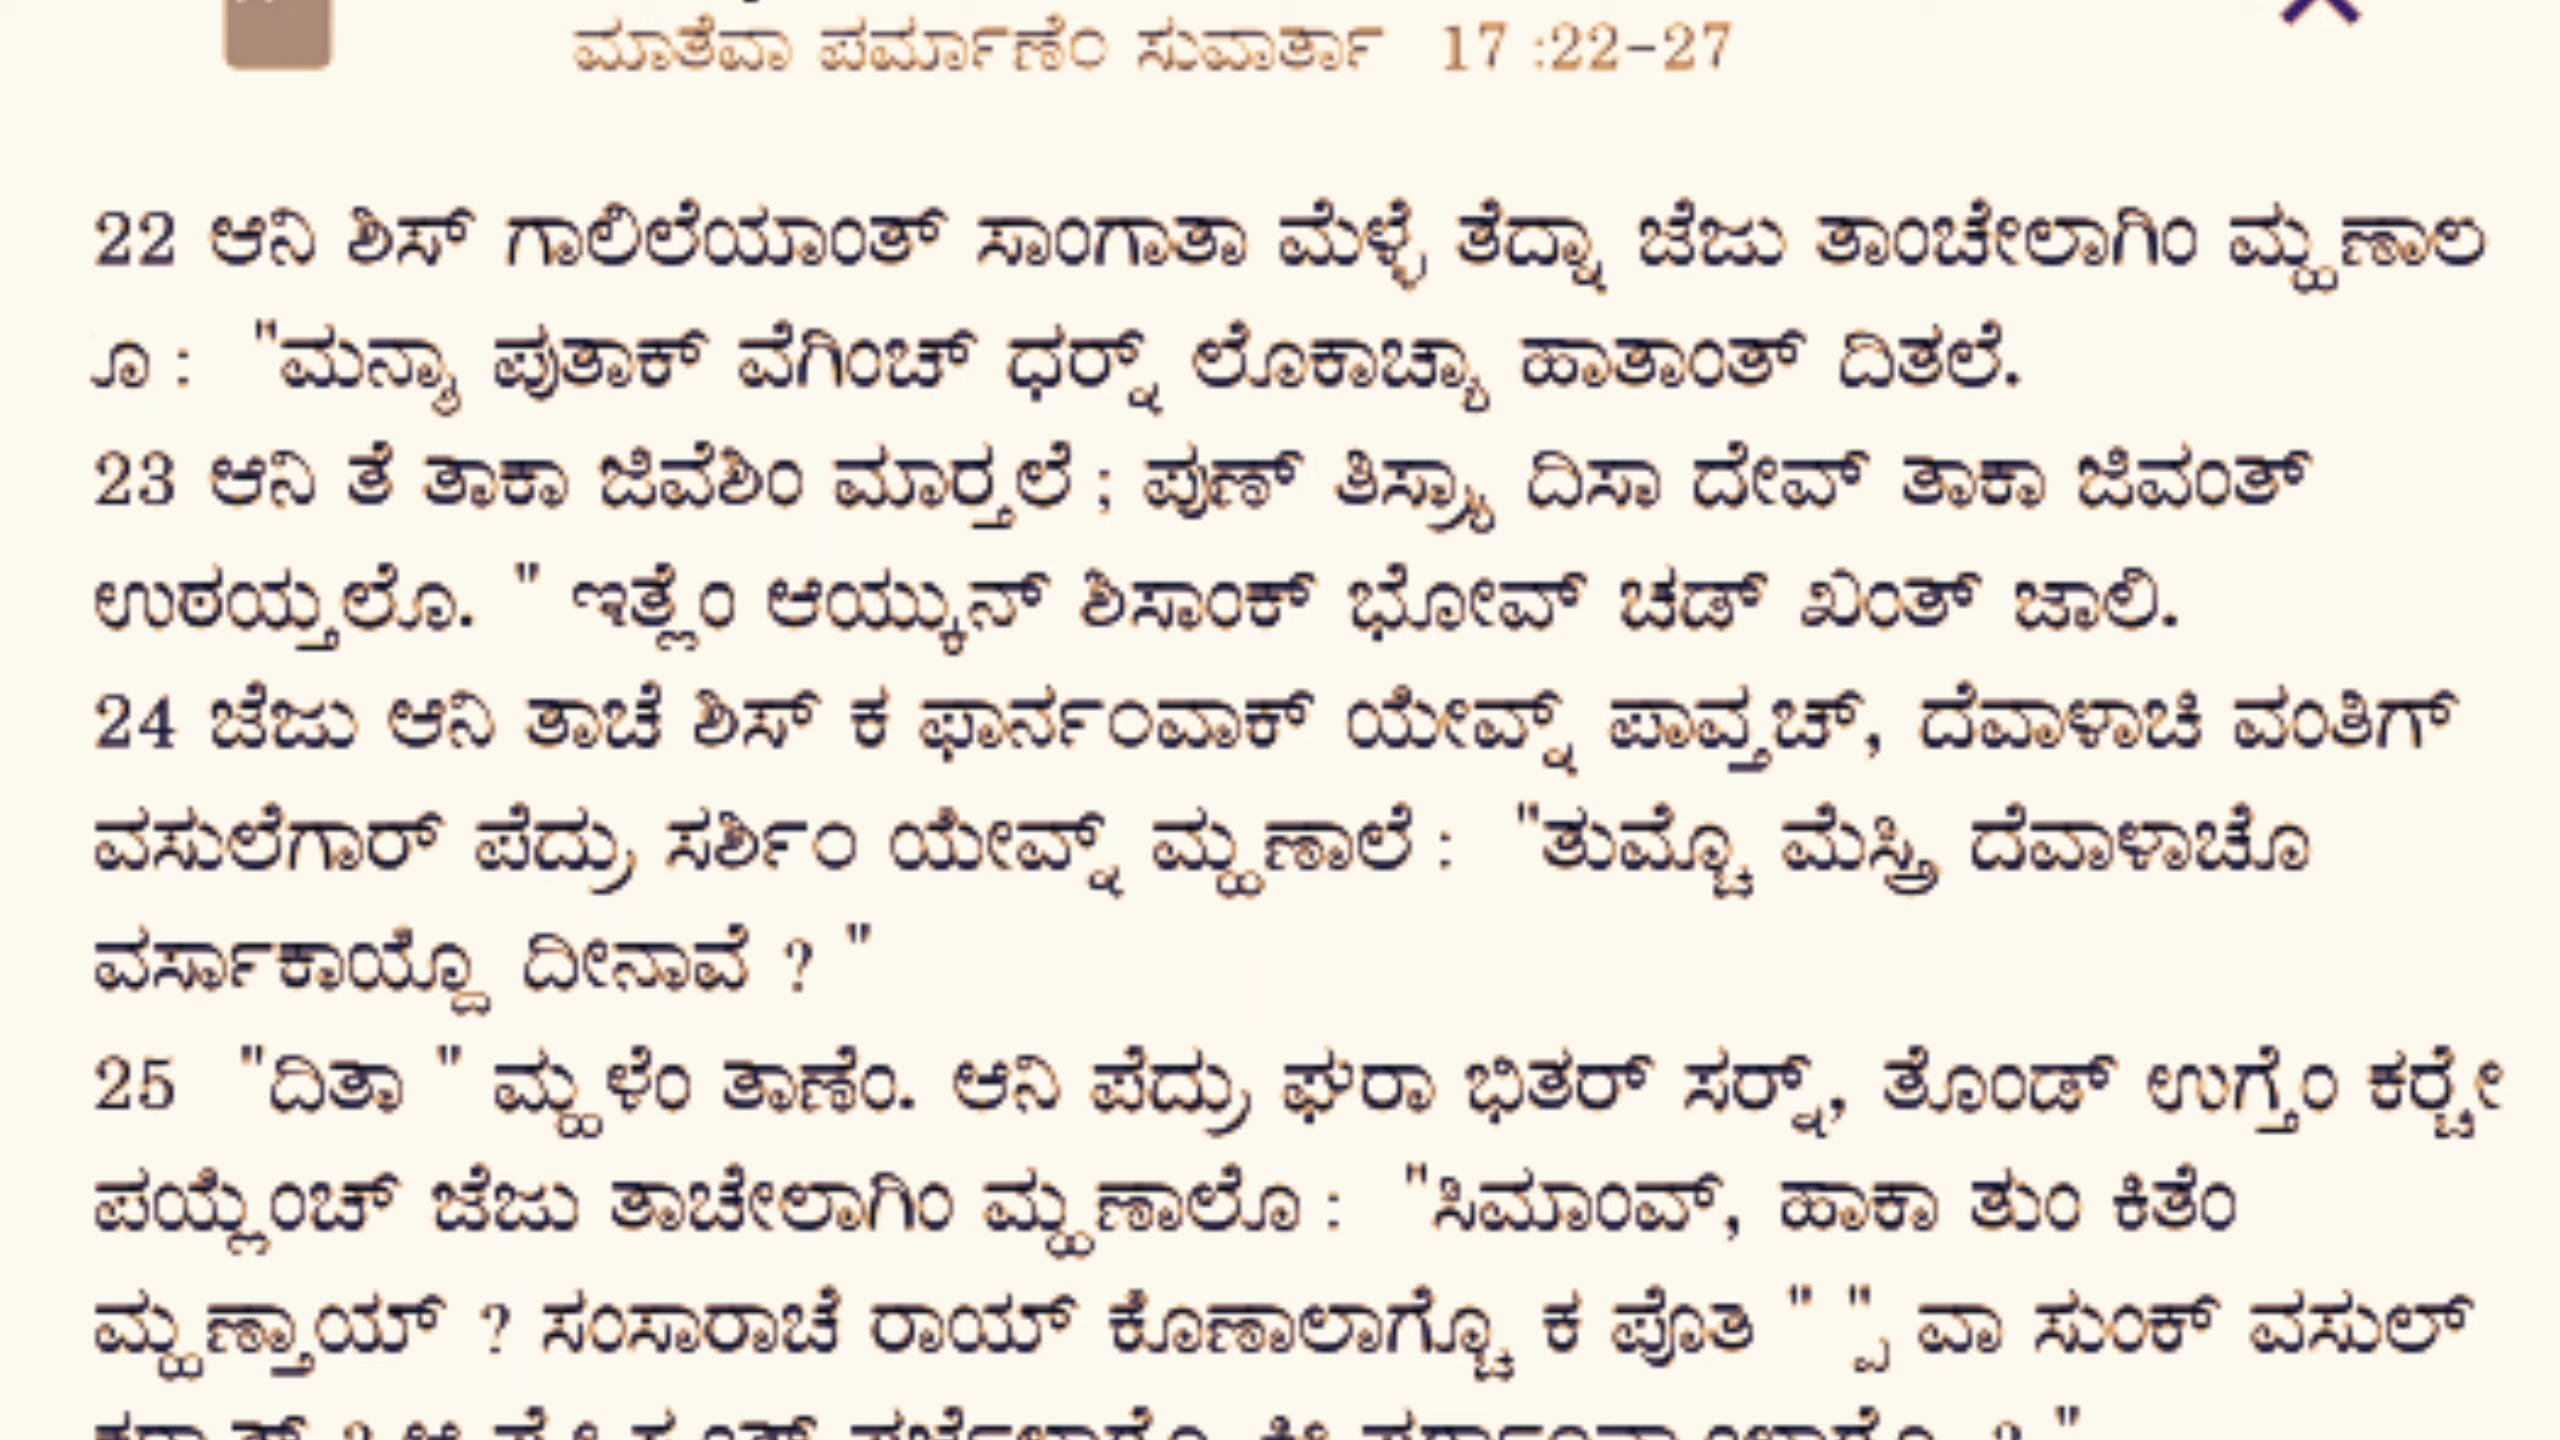 ಮಾತೆವಾ ಪರ್ಮಾಣೆಂ ಸುವಾರ್ತಾ 17 :22-27
22 ಆನಿ ಶಿಸ್ ಗಾಲಿಲೆಯಾಂತ್ ಸಾಂಗಾತಾ ಮೆಳ್ಳೆ ತೆದ್ನಾ ಜೆಜು ತಾಂಚೇಲಾಗಿಂ ಮ್ಹಣಾಲ
ೊ : "ಮನ್ಶಾ ಪುತಾಕ್ ವೆಗಿಂಚ್ ಧರ್‍ನ್ ಲೊಕಾಚ್ಯಾ ಹಾತಾಂತ್ ದಿತಲೆ.
23 ಆನಿ ತೆ ತಾಕಾ ಜಿವೆಶಿಂ ಮಾರ್‍ತಲೆ ; ಪುಣ್ ತಿಸ್ರ್ಯಾ ದಿಸಾ ದೇವ್ ತಾಕಾ ಜಿವಂತ್
ಉಠಯ್ತಲೊ. " ಇತ್ಲೆಂ ಆಯ್ಕುನ್ ಶಿಸಾಂಕ್ ಭೋವ್ ಚಡ್ ಖಂತ್ ಜಾಲಿ.
24 ಜೆಜು ಆನಿ ತಾಚೆ ಶಿಸ್ ಕ ಫಾರ್ನಂವಾಕ್ ಯೇವ್ನ್ ಪಾವ್ತಚ್, ದೆವಾಳಾಚಿ ವಂತಿಗ್
ವಸುಲೆಗಾರ್ ಪೆದ್ರು ಸರ್ಶಿಂ ಯೇವ್ನ್ ಮ್ಹಣಾಲೆ : "ತುಮ್ಚೊ ಮೆಸ್ತ್ರಿ ದೆವಾಳಾಚೊ
ವರ್ಸಾಕಾಯ್ದೊ ದೀನಾವೆ ? "
25 "ದಿತಾ " ಮ್ಹಳೆಂ ತಾಣೆಂ. ಆನಿ ಪೆದ್ರು ಘರಾ ಭಿತರ್ ಸರ್‍ನ್, ತೊಂಡ್ ಉಗ್ತೆಂ ಕರ್‍ಚೇ
ಪಯ್ಲೆಂಚ್ ಜೆಜು ತಾಚೇಲಾಗಿಂ ಮ್ಹಣಾಲೊ : "ಸಿಮಾಂವ್, ಹಾಕಾ ತುಂ ಕಿತೆಂ
ಮ್ಹಣ್ತಾಯ್ ? ಸಂಸಾರಾಚೆ ರಾಯ್ ಕೊಣಾಲಾಗ್ಚೊ ಕ ಪೊತಿ " " ವಾ ಸುಂಕ್ ವಸುಲ್